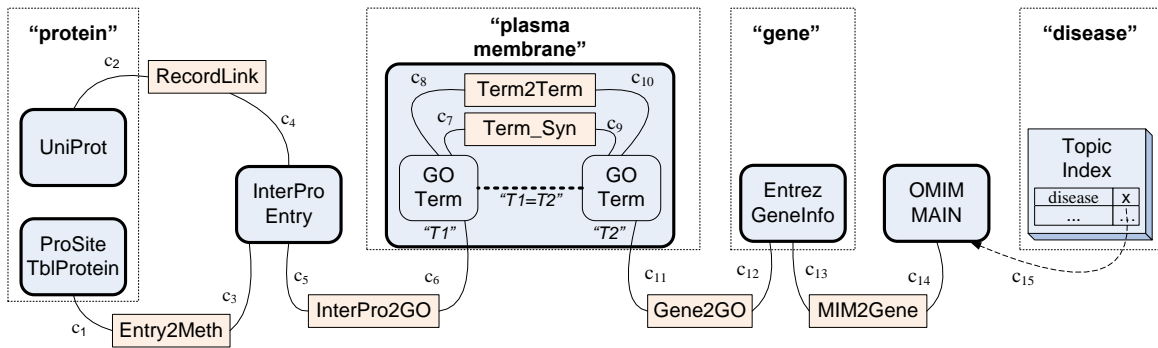 “protein”
“plasma
membrane”
“gene”
“disease”
c2
RecordLink
c8
Term2Term
c10
c7
Term_Syn
c9
c4
UniProt
Topic
Index
disease x
... ...
InterPro
Entry
GO
Term
“T1=T2”
GO
Term
Entrez
GeneInfo
OMIM
MAIN
“T1”
“T2”
ProSite
TblProtein
c3
c5
c6
c11
c12
c13
c14
c15
c1
Entry2Meth
InterPro2GO
Gene2GO
MIM2Gene